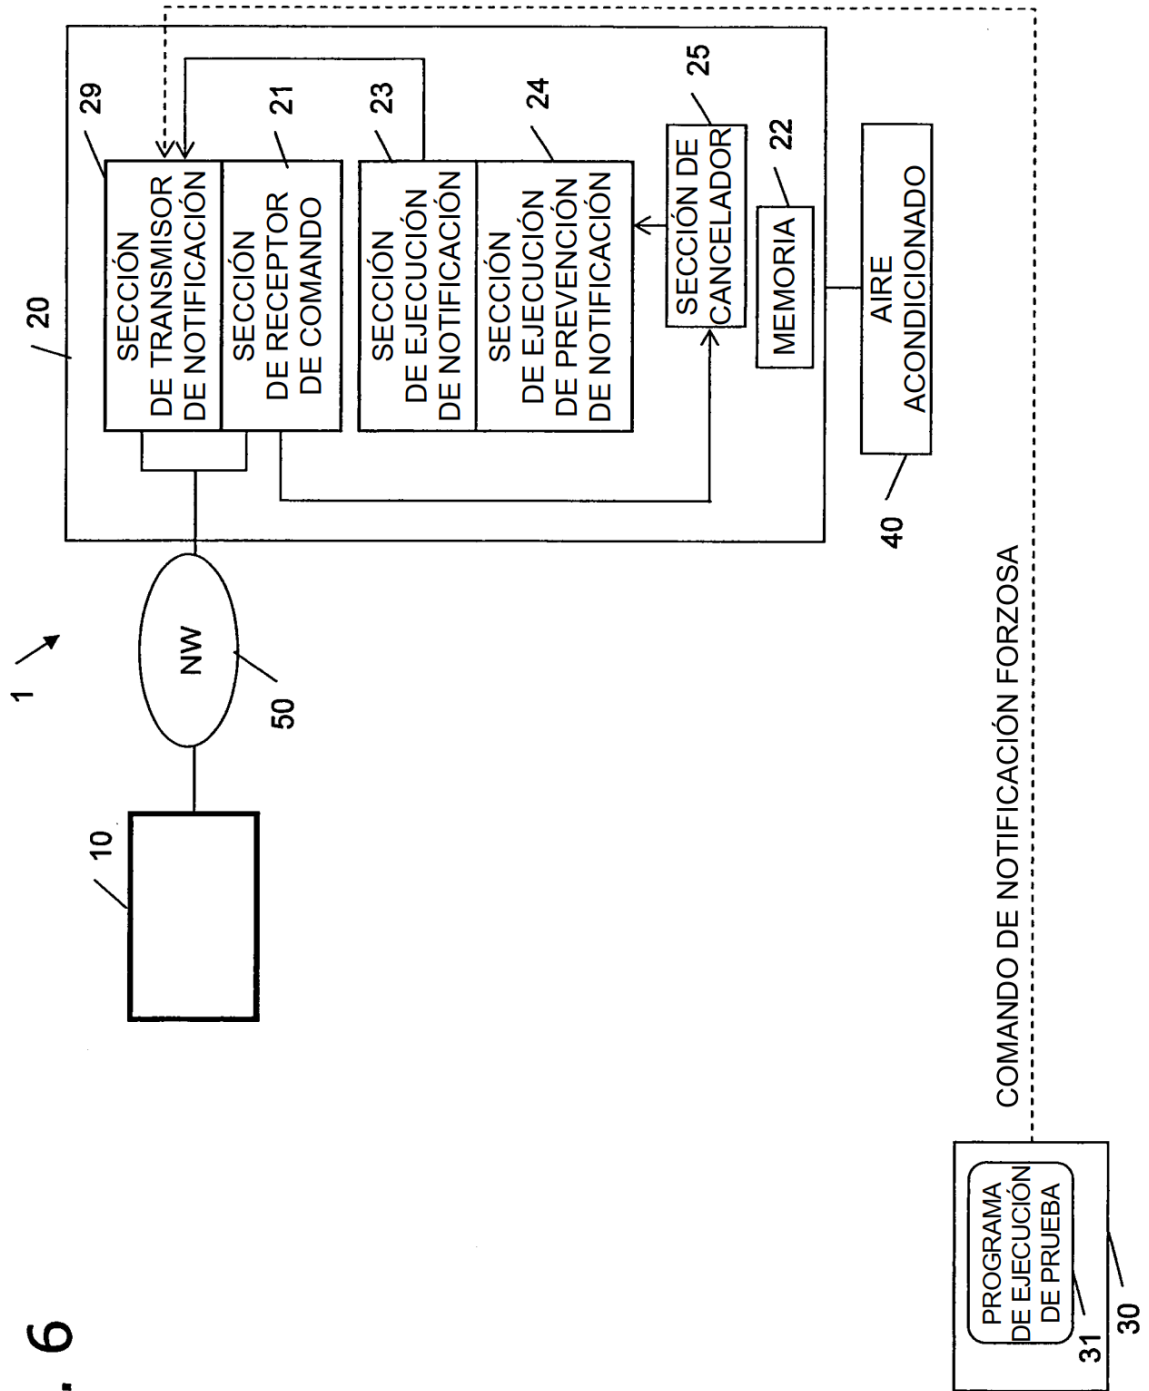 . 6
1
10
NW
50
20
29
SECCIÓN
DE TRANSMISOR
DE NOTIFICACIÓN
21
SECCIÓN
DE RECEPTOR
DE COMANDO
23
SECCIÓN
DE EJECUCIÓN
DE NOTIFICACIÓN
24
SECCIÓN
DE EJECUCIÓN
DE PREVENCIÓN
DE NOTIFICACIÓN
25
SECCIÓN DE
CANCELADOR
22
MEMORIA
AIRE
ACONDICIONADO
40
COMANDO DE NOTIFICACIÓN FORZOSA
PROGRAMA
DE EJECUCIÓN
DE PRUEBA
31
30